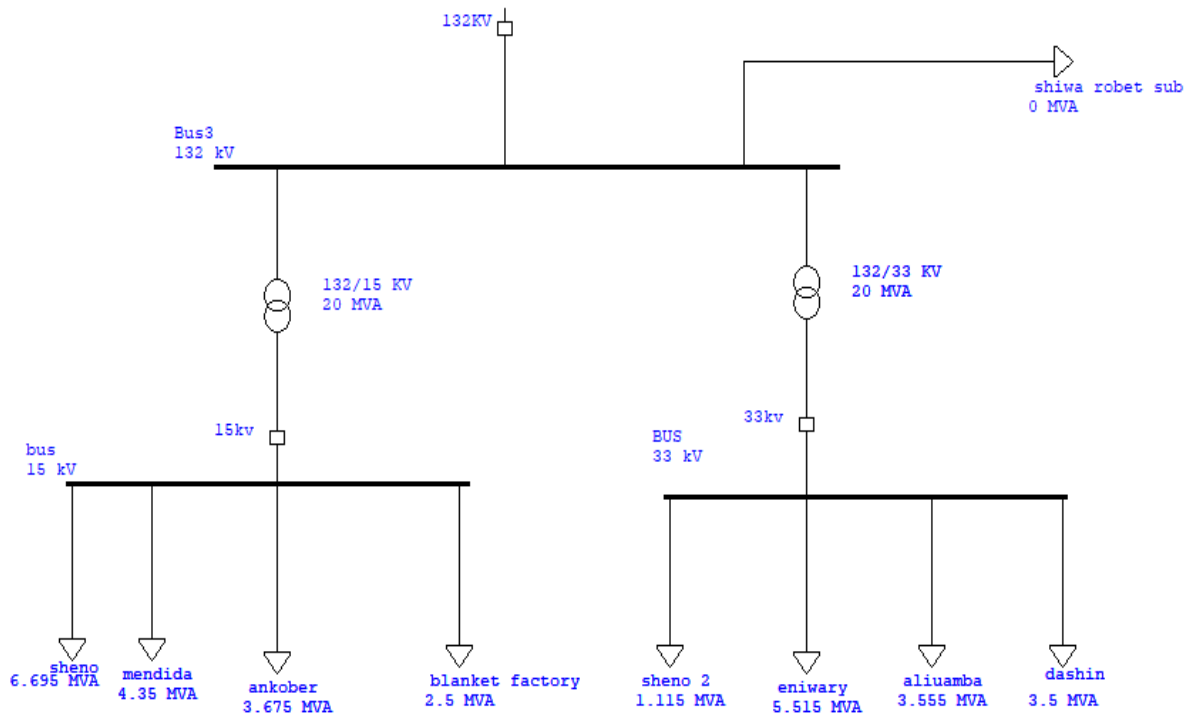 132KV
shiwa robet sub
0 MVA
Bus3
132 kV
132/15 KV
20 MVA
132/33 KV
20 MVA
15kv
33kv
bus
15 kV
BUS
33 kV
sheno
6.695 MVA
mendida
4.35 MVA
ankober
3.675 MVA
blanket factory
2.5 MVA
sheno 2
1.115 MVA
eniwary
5.515 MVA
aliuamba
3.555 MVA
dashin
3.5 MVA